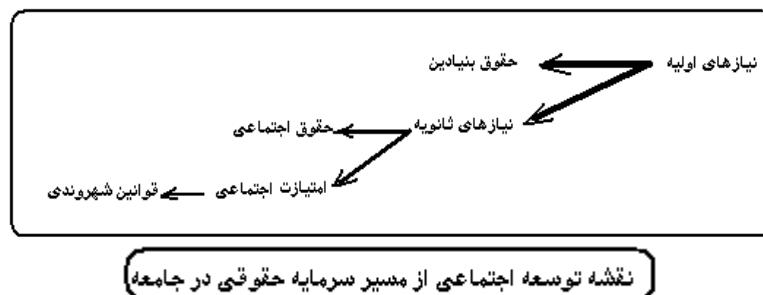 نیازهای اولیه
حقوق بنیادین
نیازهای ثانویه
حقوق اجتماعی
امتیازت اجتماعی
قوانین شهروندی
نقشه توسعه اجتماعی از مسیر سرمایه حقوقی در جامعه